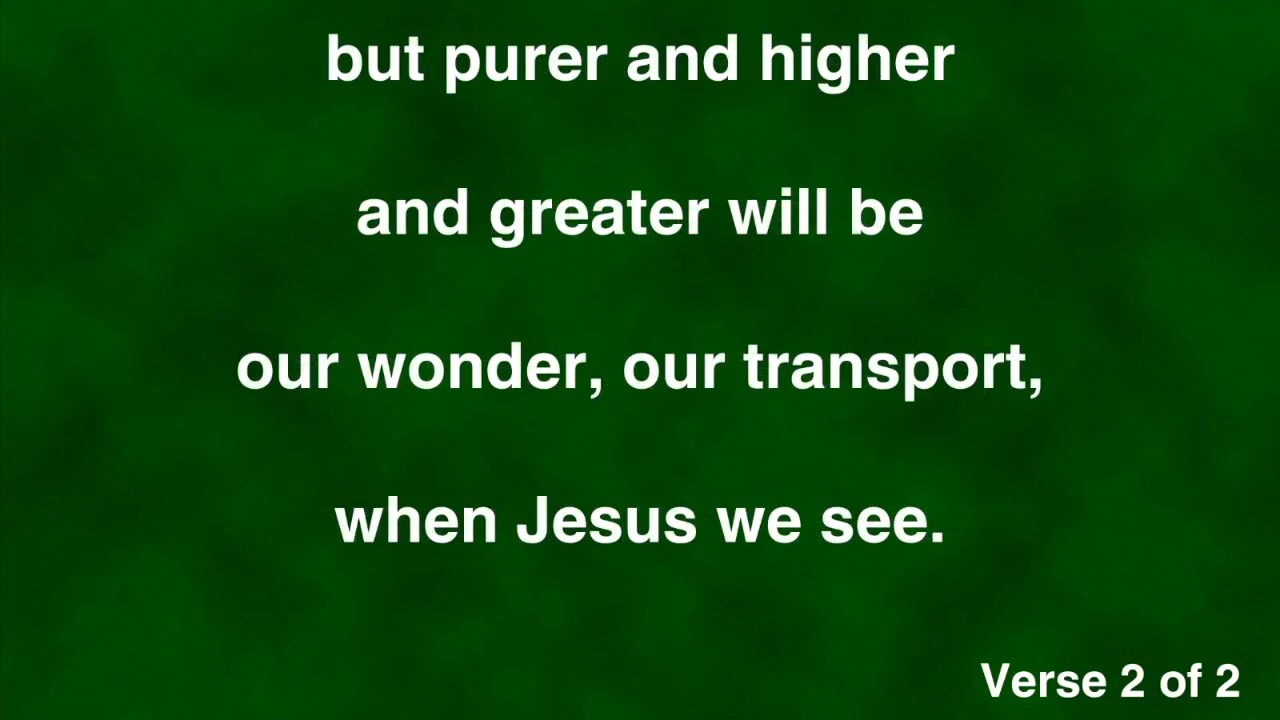 but purer and higher
and greater will be
our wonder, our transport,
when Jesus we see.
Verse 2 of 2